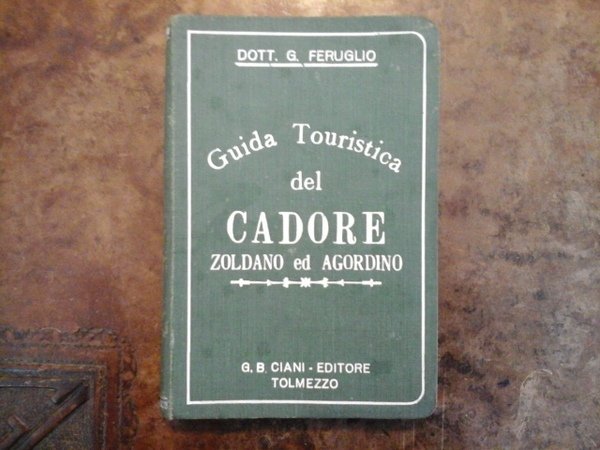 DOTT. G. FERUGLIO
Guida Touristica
del
CADORE
ZOLDANO ed AGORDINO
G. B. CIANI - EDITORE
TOLMEZZO